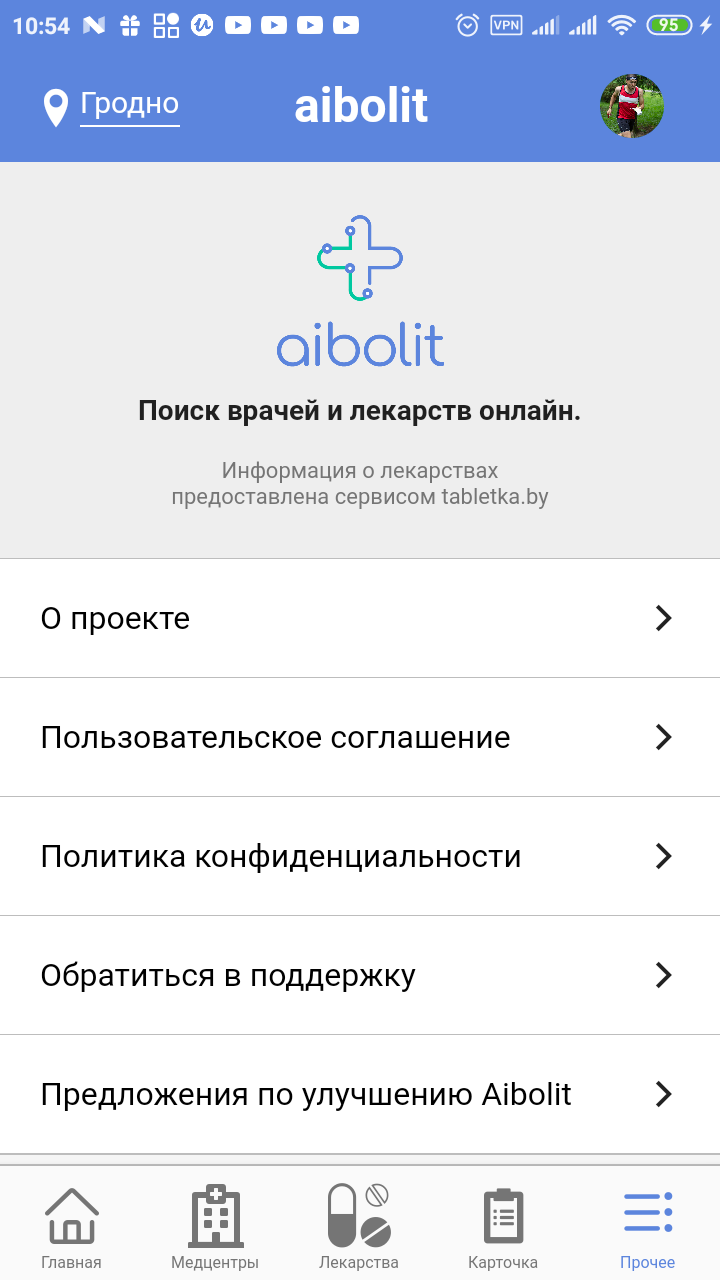 10:54
VPN
95
Гродно
aibolit
aibolit
Поиск врачей и лекарств онлайн.
Информация о лекарствах
предоставлена сервисом tabletka.by
О проекте
Пользовательское соглашение
Политика конфиденциальности
Обратиться в поддержку
Предложения по улучшению Aibolit
Главная
Медцентры
Лекарства
Карточка
Прочее